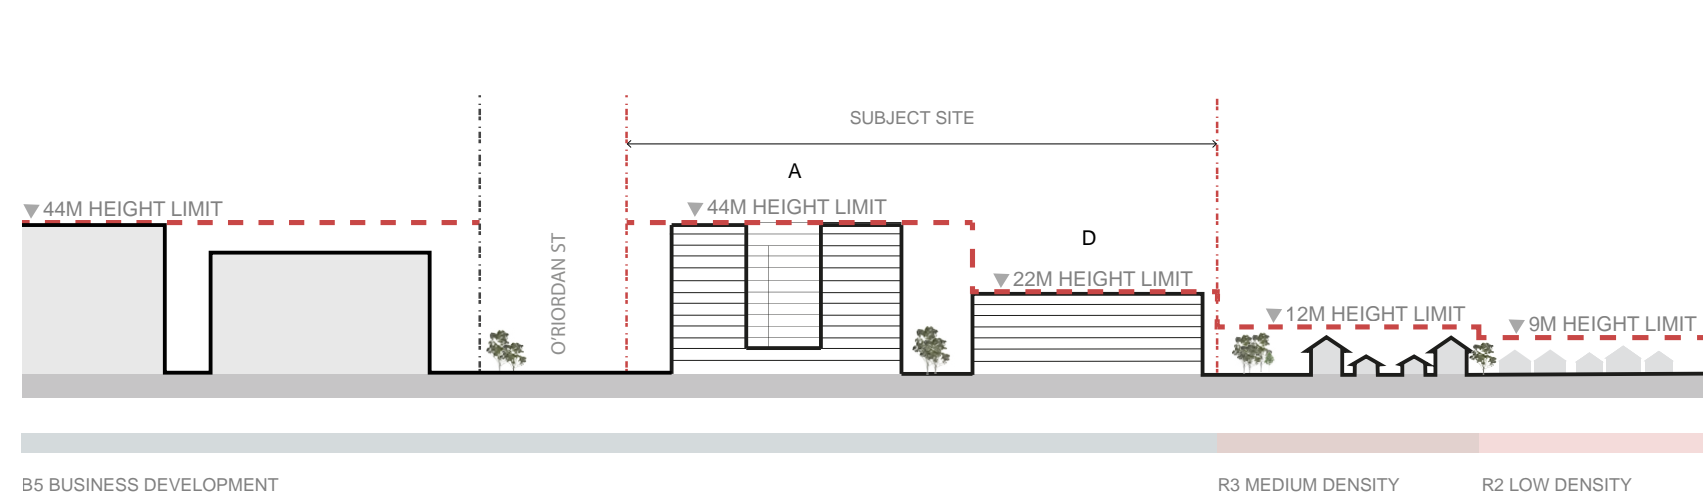 SUBJECT SITE
A
44M HEIGHT LIMIT
44M HEIGHT LIMIT
D
O'RIORDAN ST
22M HEIGHT LIMIT
12M HEIGHT LIMIT
9M HEIGHT LIMIT
B5 BUSINESS DEVELOPMENT
R3 MEDIUM DENSITY
R2 LOW DENSITY